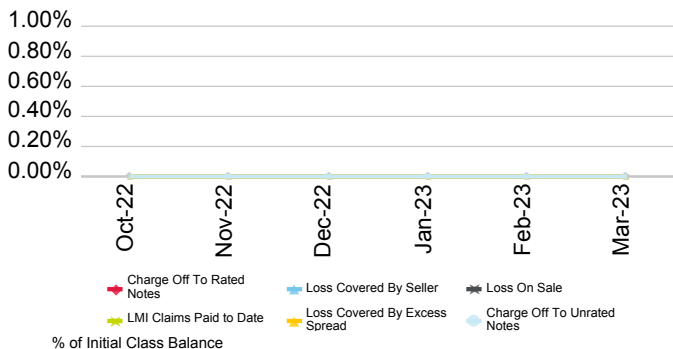 1.00%
0.80%
0.60%
0.40%
0.20%
0.00%
Oct-22
Nov-22
Dec-22
Jan-23
Feb-23
Mar-23
Charge Off To Rated
Notes
Loss Covered By Seller
Loss On Sale
LMI Claims Paid to Date
Loss Covered By Excess
Spread
Charge Off To Unrated
Notes
% of Initial Class Balance